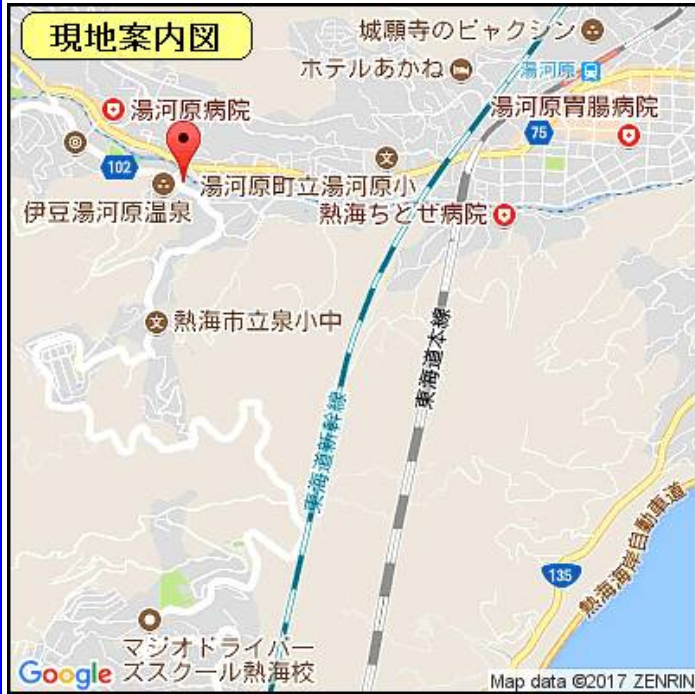 現地案内図
城願寺のビャクシン
ホテルあかね
湯河原
湯河原病院
湯河原胃腸病院
75
102
湯河原町立湯河原小
伊豆湯河原温泉
熱海ちとせ病院
熱海市立泉小中
東海道本線
東海道新幹線
135
熱海海岸自動車道
マジオドライバー
ズスクール熱海校
Google
Map data ©2017 ZENRIN